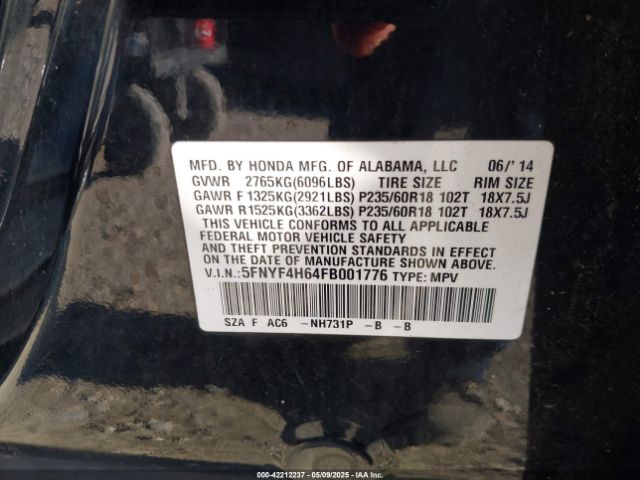 MFD. BY HONDA MFG. OF ALABAMA, LLC 06/'14
GVWR 2765KG(6096LBS) TIRE SIZE RIM SIZE
GAWR F 1325KG(2921LBS) P235/60R18 102T 18X7.5J
GAWR R 1525KG(3362LBS) P235/60R18 102T 18X7.5J
THIS VEHICLE CONFORMS TO ALL APPLICABLE
FEDERAL MOTOR VEHICLE SAFETY
AND THEFT PREVENTION STANDARDS IN EFFECT
ON THE DATE OF MANUFACTURE SHOWN ABOVE.
V.I.N.: 5FNYF4H64FB001776 TYPE: MPV
SZA F AC6 -NH731P -B -B
000-42212237 - 05/09/2025 - IAAI.com